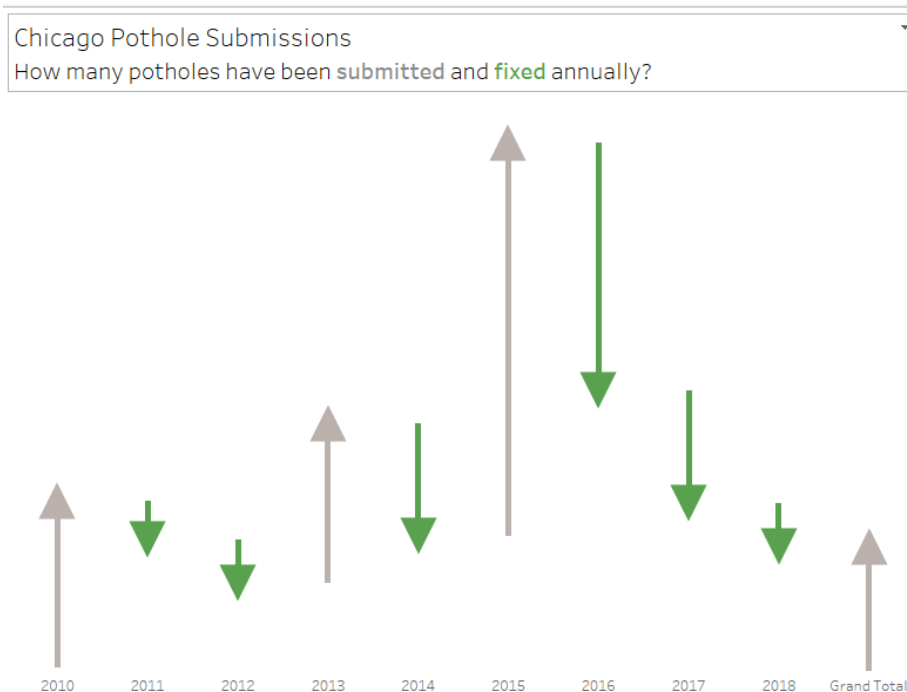 Chicago Pothole Submissions
How many potholes have been submitted and fixed annually?
2010 2011 2012 2013 2014 2015 2016 2017 2018 Grand Total